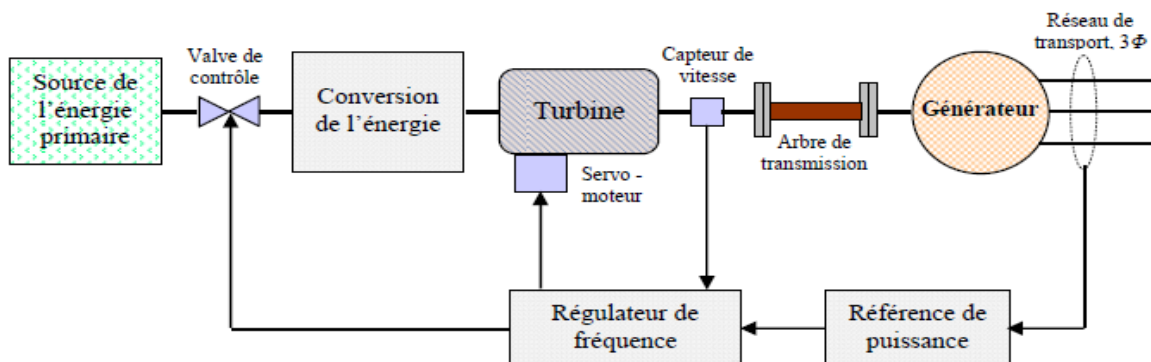 Source de
l'énergie
primaire
Valve de
contrôle
Conversion
de l'énergie
Turbine
Servo -
moteur
Capteur de
vitesse
Arbre de
transmission
Générateur
Réseau de
transport, 3Φ
Régulateur de
fréquence
Référence de
puissance